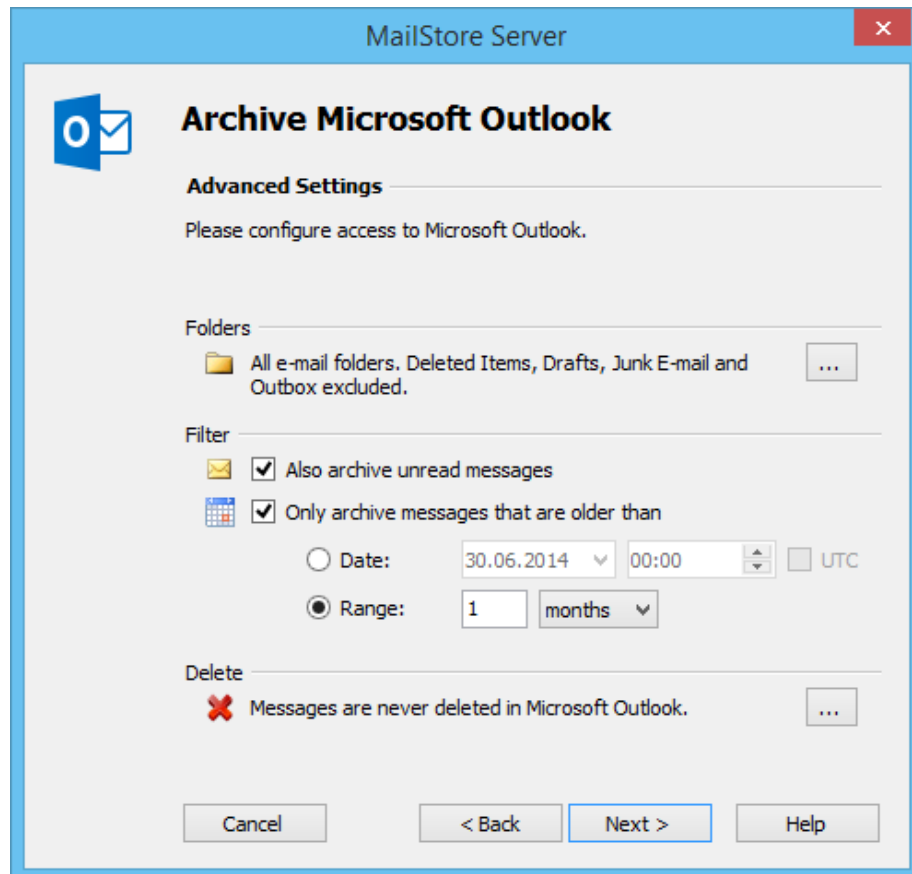 MailStore Server
Archive Microsoft Outlook
Advanced Settings
Please configure access to Microsoft Outlook.
Folders
All e-mail folders. Deleted Items, Drafts, Junk E-mail and
Outbox excluded.
...
Filter
Also archive unread messages
Only archive messages that are older than
Date: 30.06.2014 00:00 UTC
Range: 1 months
Delete
Messages are never deleted in Microsoft Outlook.
...
Cancel < Back Next > Help